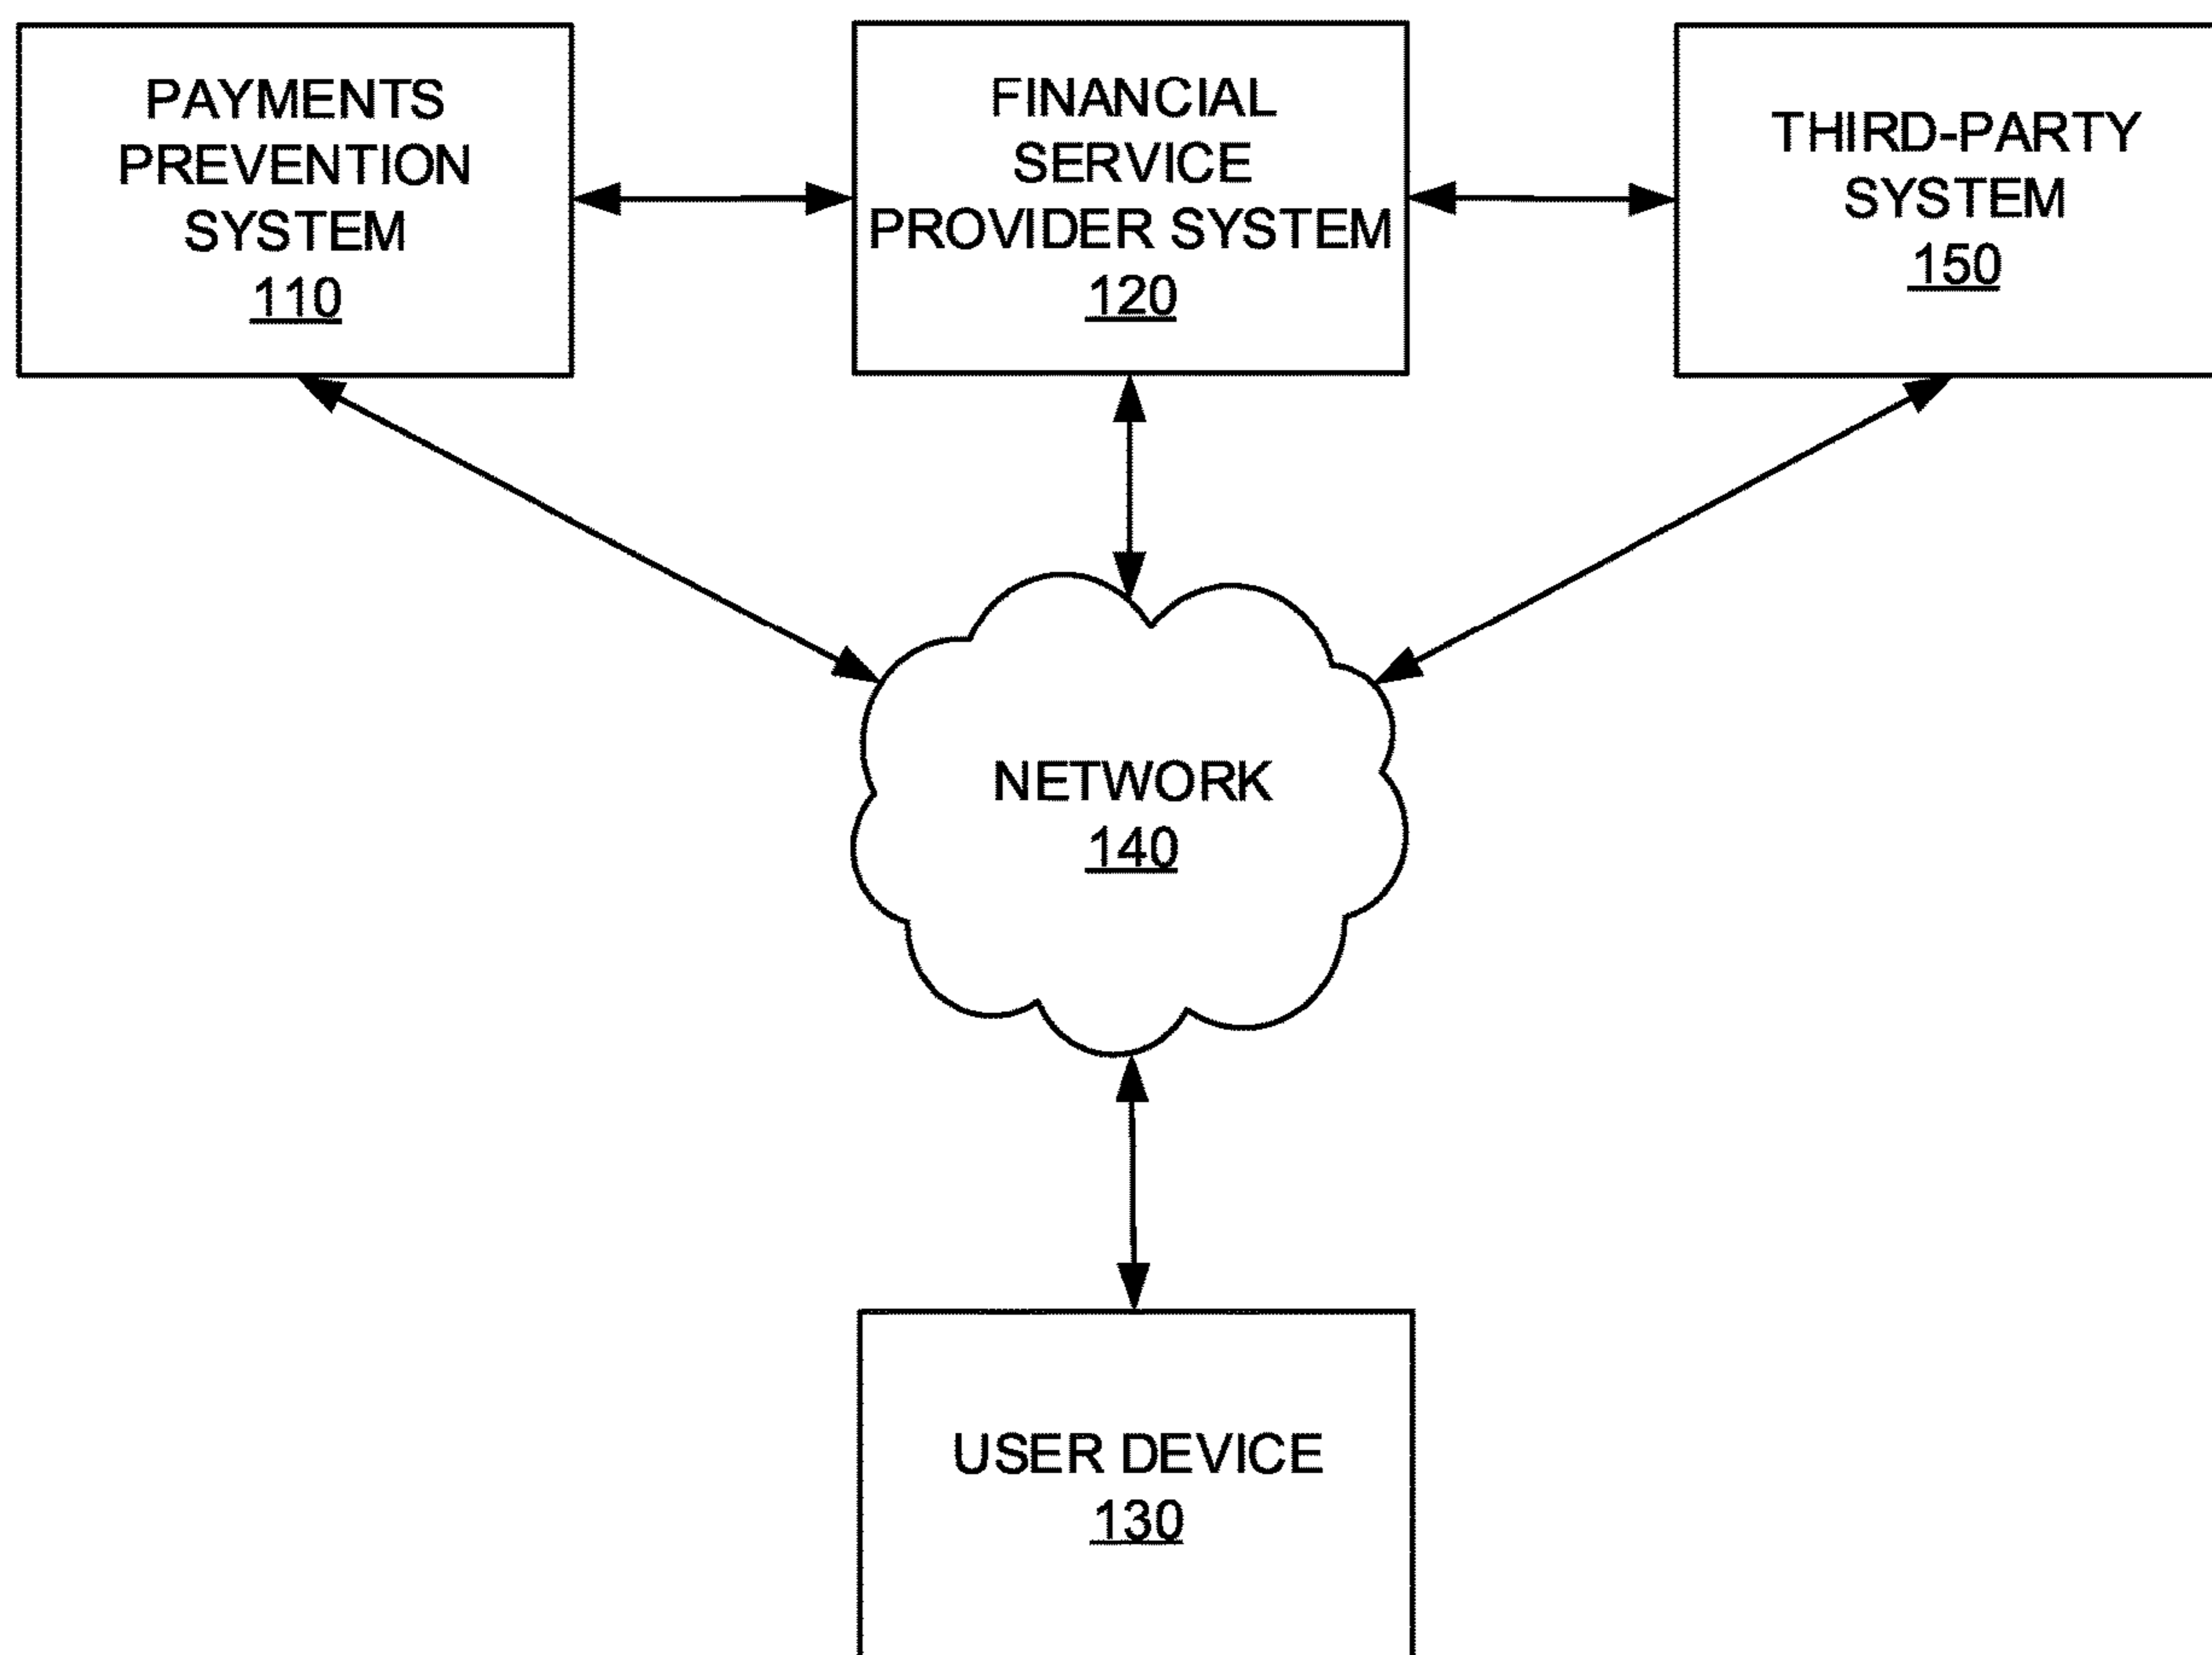 PAYMENTS
PREVENTION
SYSTEM
110
FINANCIAL
SERVICE
PROVIDER SYSTEM
120
THIRD-PARTY
SYSTEM
150
NETWORK
140
USER DEVICE
130